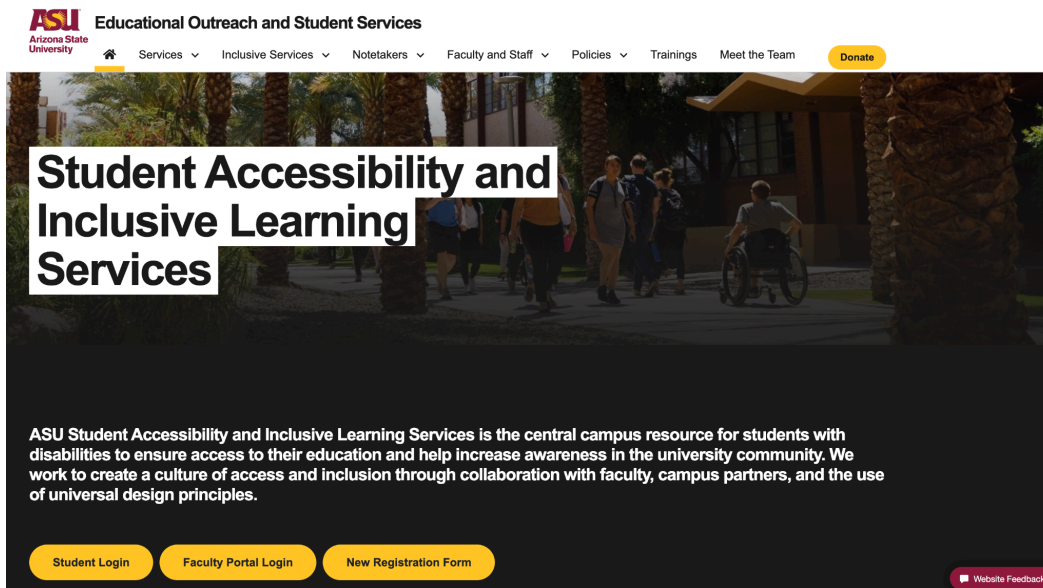 ASU
Arizona State
University
Educational Outreach and Student Services
Services
Inclusive Services
Notetakers
Faculty and Staff
Policies
Trainings
Meet the Team
Donate
Student Accessibility and
Inclusive Learning
Services
ASU Student Accessibility and Inclusive Learning Services is the central campus resource for students with
disabilities to ensure access to their education and help increase awareness in the university community. We
work to create a culture of access and inclusion through collaboration with faculty, campus partners, and the use
of universal design principles.
Student Login
Faculty Portal Login
New Registration Form
Website Feedback